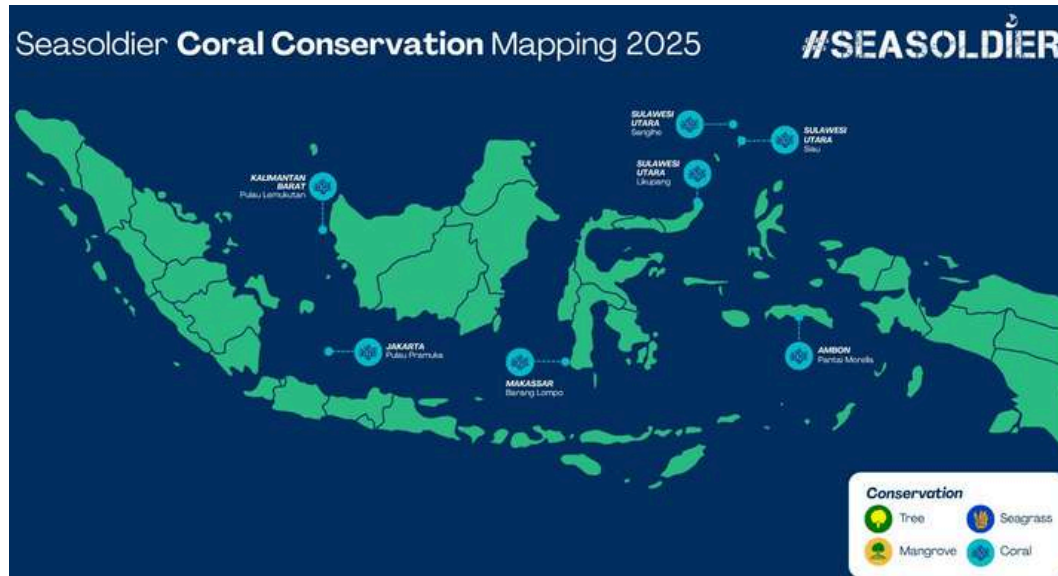 Seasoldier Coral Conservation Mapping 2025
#SEASOLDIER
SULAWESI
UTARA
Sangihe
SULAWESI
UTARA
Siau
SULAWESI
UTARA
Likupang
KALIMANTAN
BARAT
Pulau Lemukutan
JAKARTA
Pulau Pramuka
MAKASSAR
Barang Lompo
AMBON
Pantai Morella
Conservation
Tree
Seagrass
Mangrove
Coral